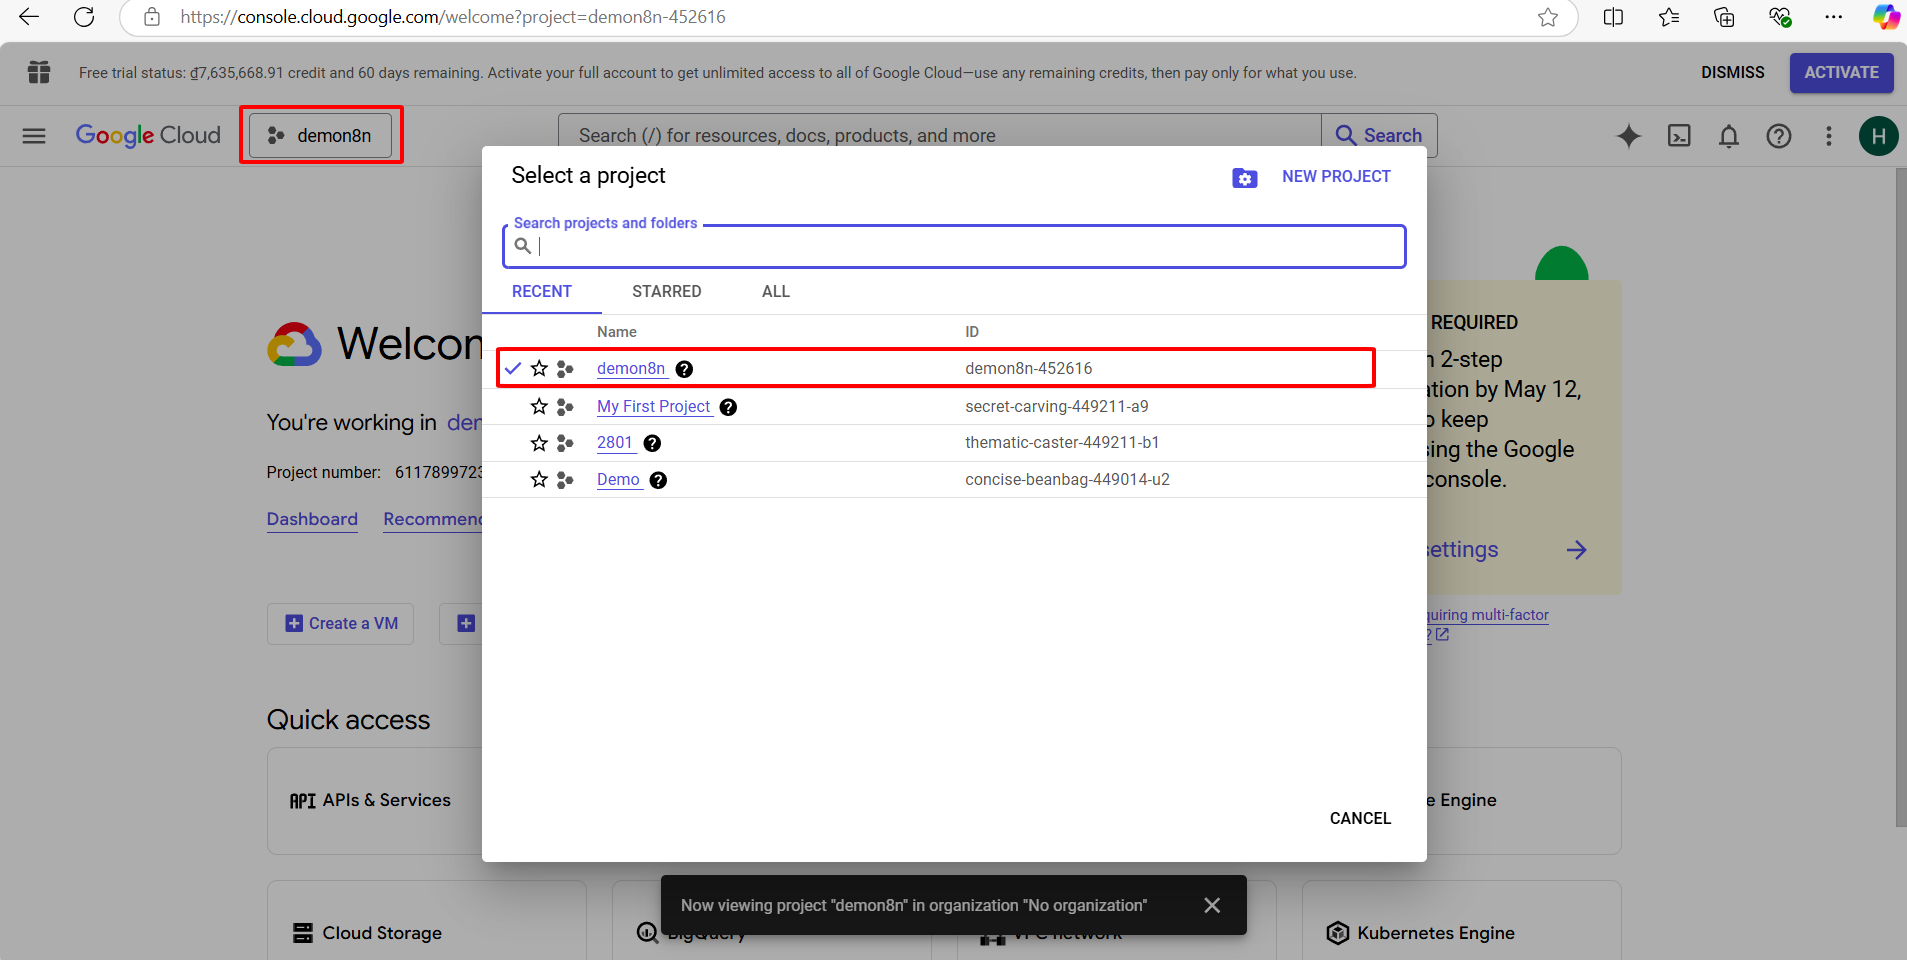 https://console.cloud.google.com/welcome?project=demon8n-452616
Free trial status: ₫7,635,668.91 credit and 60 days remaining. Activate your full account to get unlimited access to all of Google Cloud—use any remaining credits, then pay only for what you use.
DISMISS
ACTIVATE
Google Cloud
demon8n
Search (/) for resources, docs, products, and more
Search
H
Select a project
NEW PROJECT
Search projects and folders
RECENT
STARRED
ALL
Name
ID
demon8n
demon8n-452616
My First Project
secret-carving-449211-a9
2801
thematic-caster-449211-b1
Demo
concise-beanbag-449014-u2
CANCEL
Welcom
You're working in
Project number: 6117899723
Dashboard
Recommend
Create a VM
REQUIRED
2-step
by May 12,
keep
the Google
console.
settings
multi-factor
Quick access
API APIs & Services
Engine
Now viewing project "demon8n" in organization "No organization"
Cloud Storage
BigQuery
VPC network
Kubernetes Engine